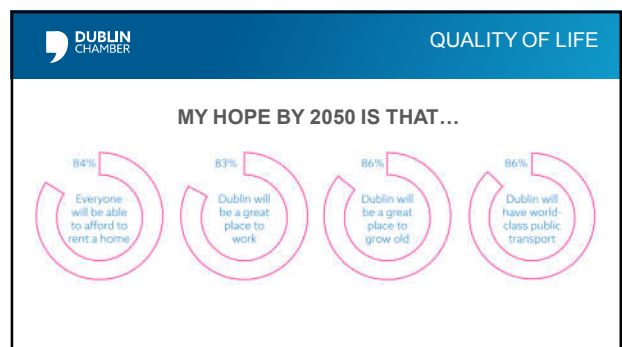 DUBLIN
CHAMBER
QUALITY OF LIFE
MY HOPE BY 2050 IS THAT…
84%
Everyone
will be able
to afford to
rent a home
83%
Dublin will
be a great
place to
work
86%
Dublin will
be a great
place to
grow old
86%
Dublin will
have world-
class public
transport